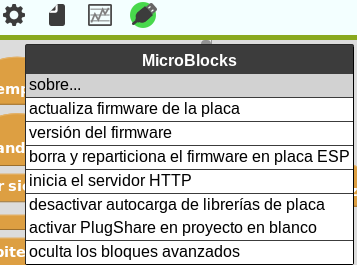 MicroBlocks
sobre...
actualiza firmware de la placa
versión del firmware
borra y reparticiona el firmware en placa ESP
inicia el servidor HTTP
desactivar autocarga de librerías de placa
activar PlugShare en proyecto en blanco
oculta los bloques avanzados